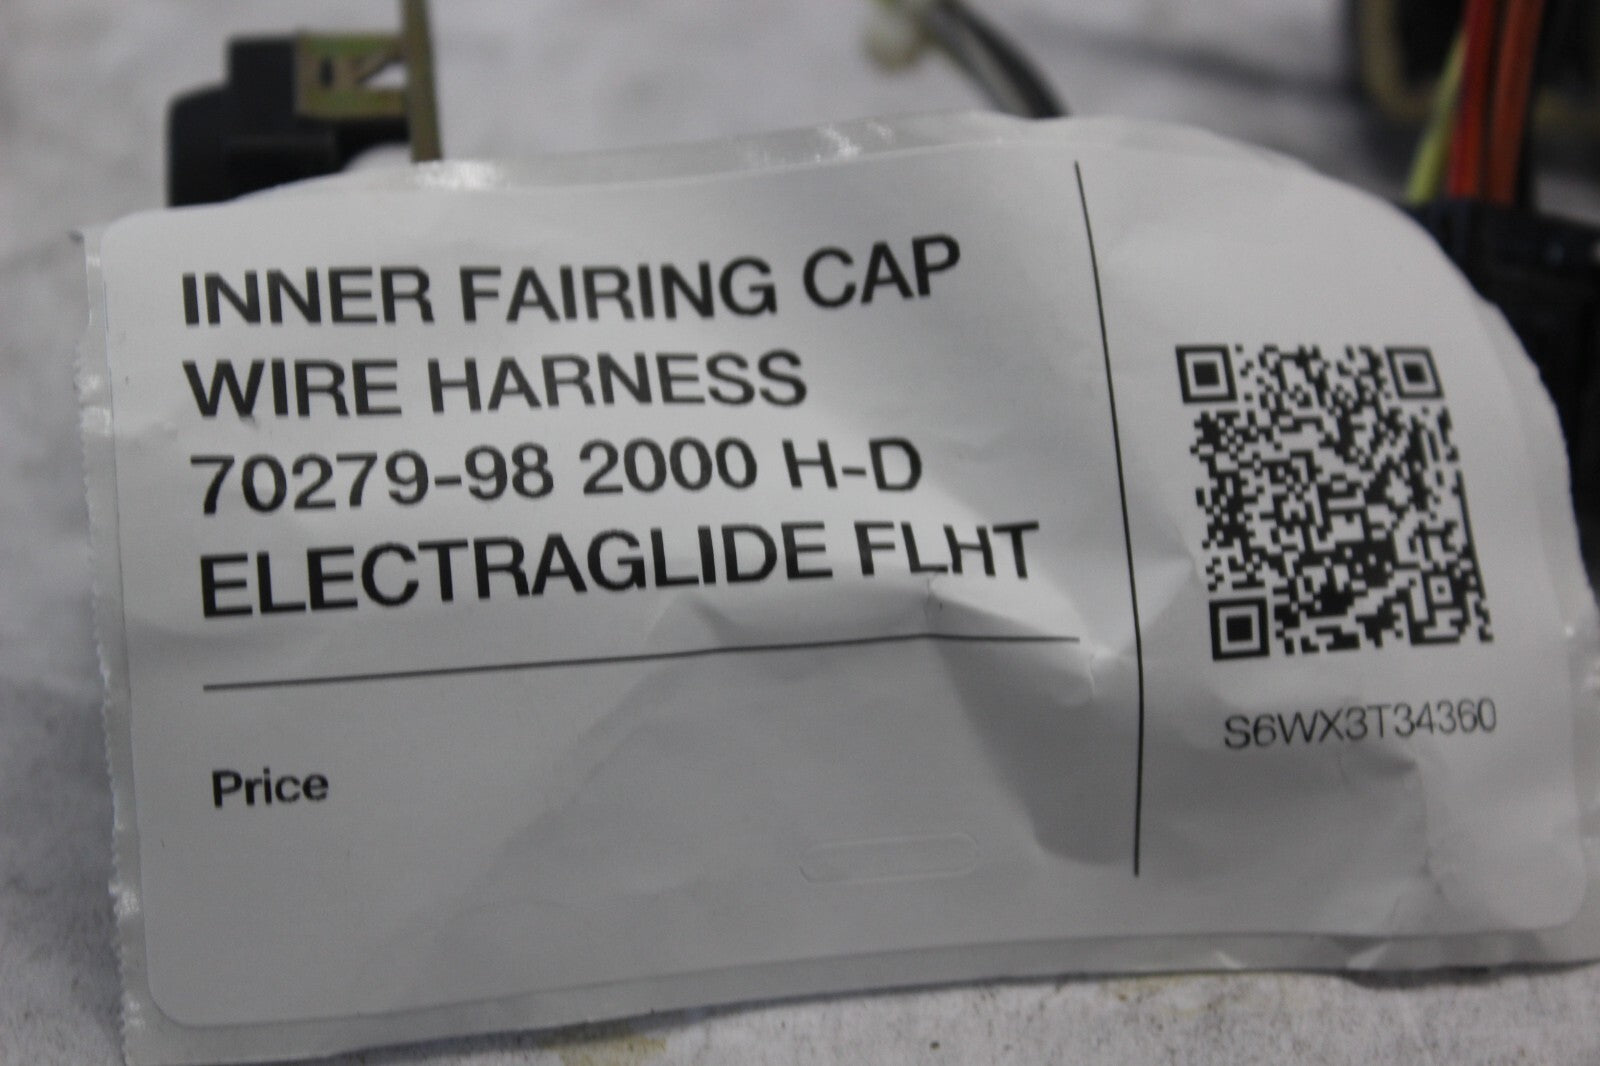 INNER FAIRING CAP
WIRE HARNESS
70279-98 2000 H-D
ELECTRAGLIDE FLHT
Price
S6WX3T34360